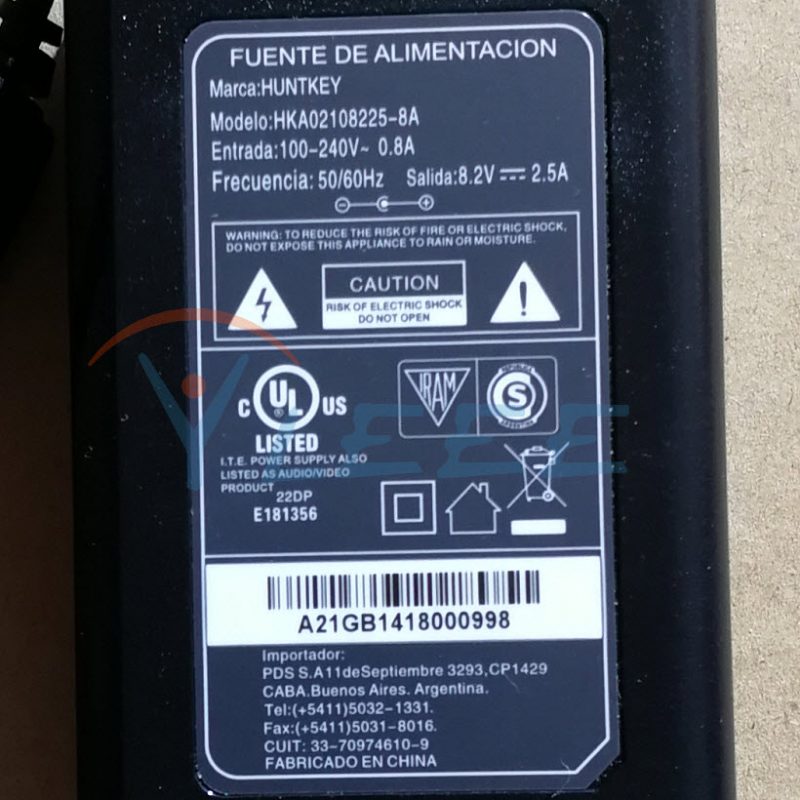 FUENTE DE ALIMENTACION
Marca:HUNTKEY
Modelo:HKA02108225-8A
Entrada:100-240V~ 0.8A
Frecuencia: 50/60Hz Salida:8.2V⎓2.5A
WARNING: TO REDUCE THE RISK OF FIRE OR ELECTRIC SHOCK,
DO NOT EXPOSE THIS APPLIANCE TO RAIN OR MOISTURE.
CAUTION
RISK OF ELECTRIC SHOCK
DO NOT OPEN
C UL US
LISTED
IRAM
REPUBLICA
S
ARGENTINA
I.T.E. POWER SUPPLY ALSO
LISTED AS AUDIO/VIDEO
PRODUCT 22DP
E181356
YIEEE
A21GB1418000998
Importador:
PDS S.A11deSeptiembre 3293,CP1429
CABA.Buenos Aires. Argentina.
Tel:(+5411)5032-1331.
Fax:(+5411)5031-8016.
CUIT: 33-70974610-9
FABRICADO EN CHINA